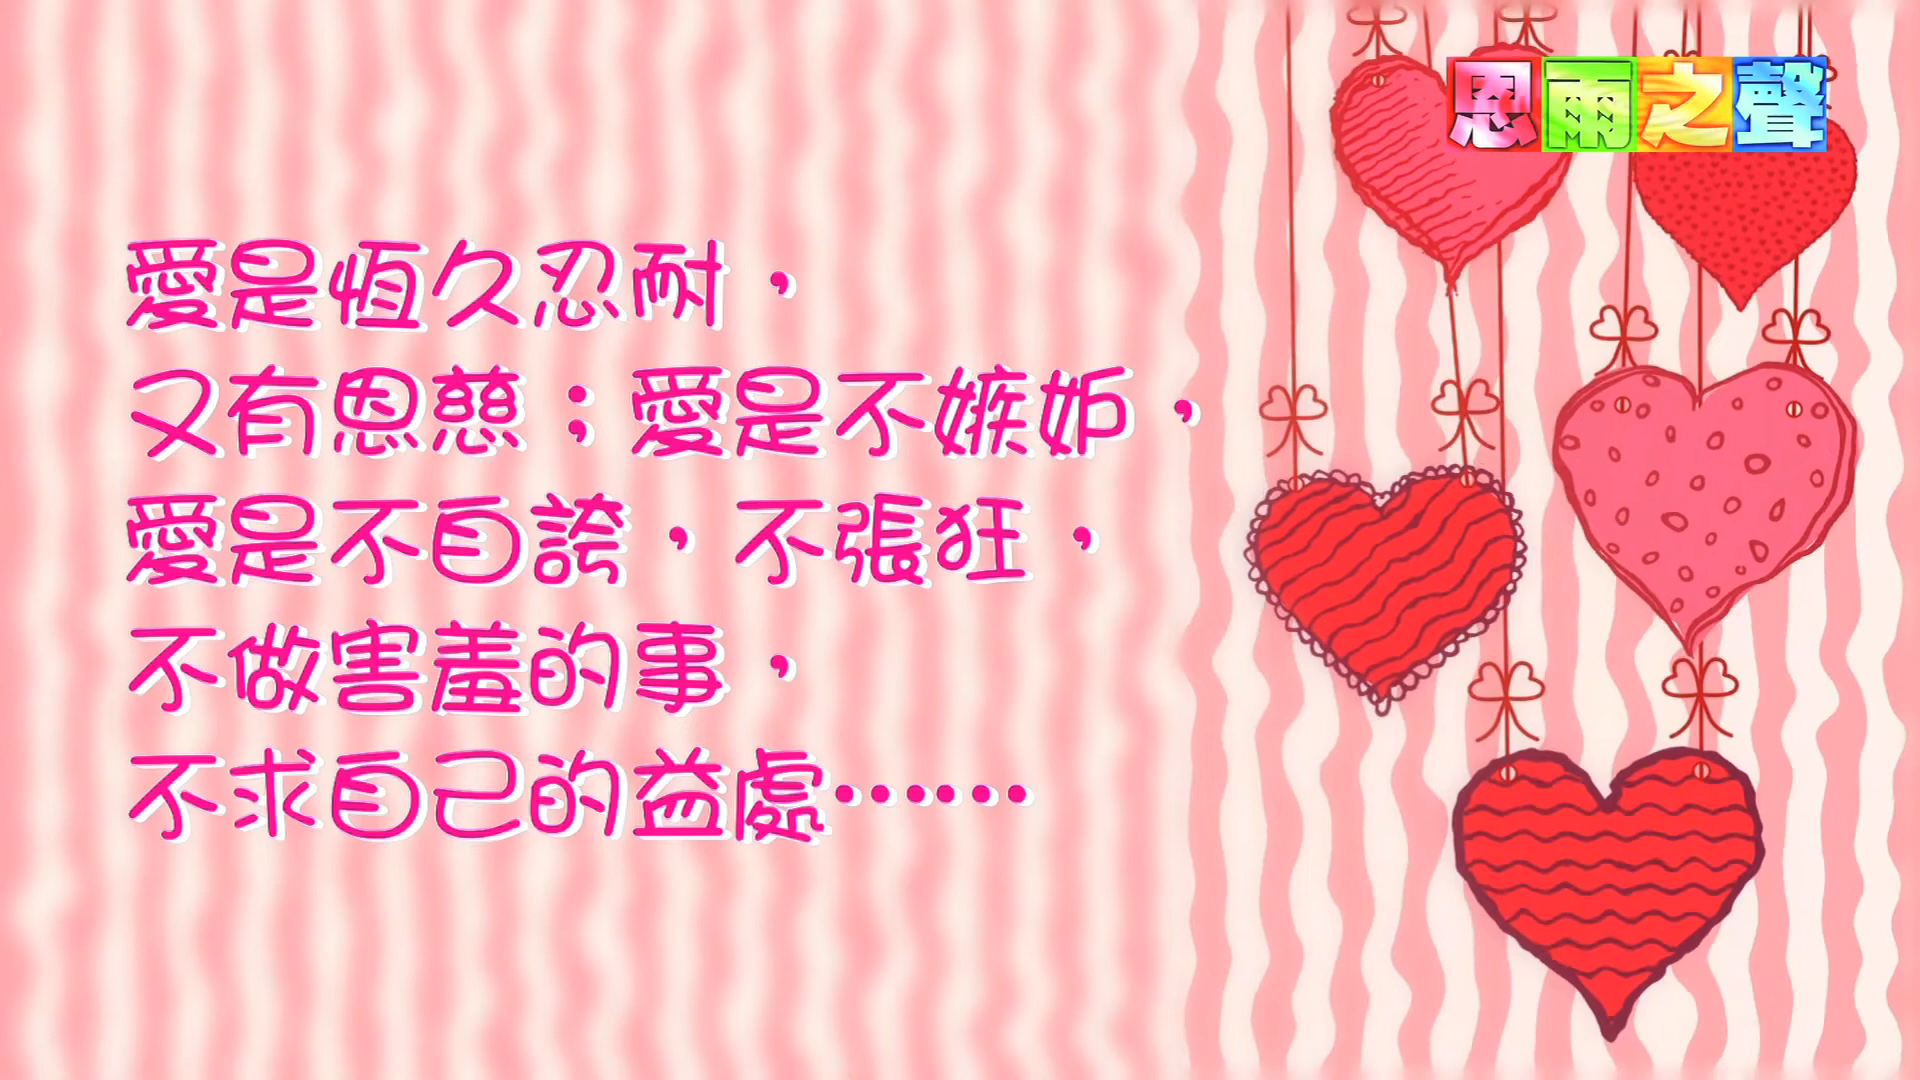 恩雨之聲
愛是恆久忍耐，
又有恩慈；愛是不嫉妒，
愛是不自誇，不張狂，
不做害羞的事，
不求自己的益處……